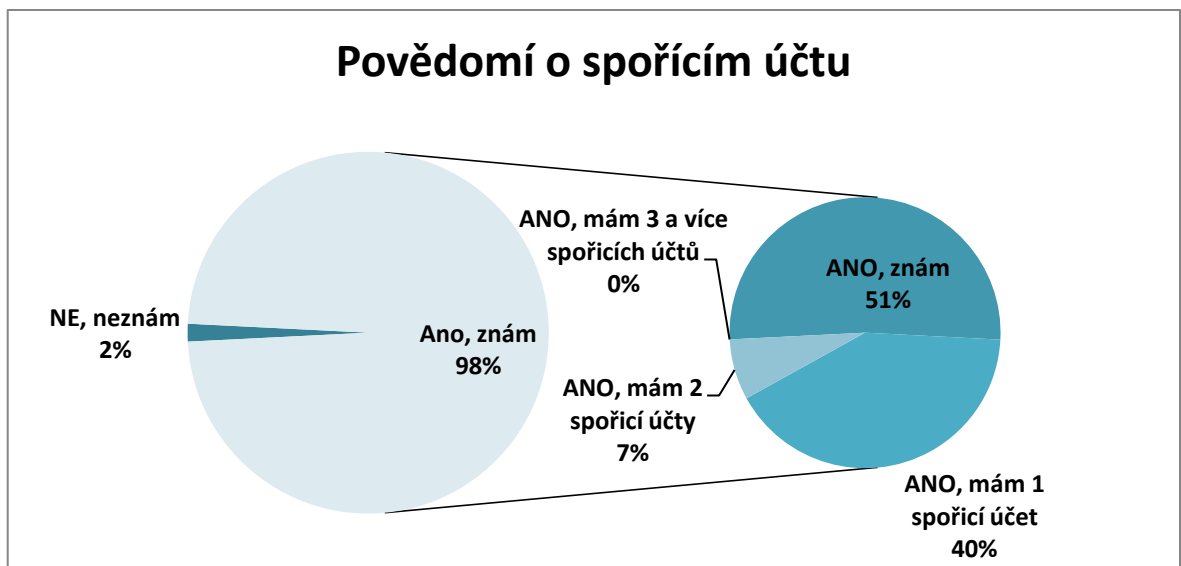 Povědomí o spořícím účtu
NE, neznám
2%
Ano, znám
98%
ANO, mám 3 a více
spořicích účtů
0%
ANO, mám 2
spořicí účty
7%
ANO, znám
51%
ANO, mám 1
spořicí účet
40%